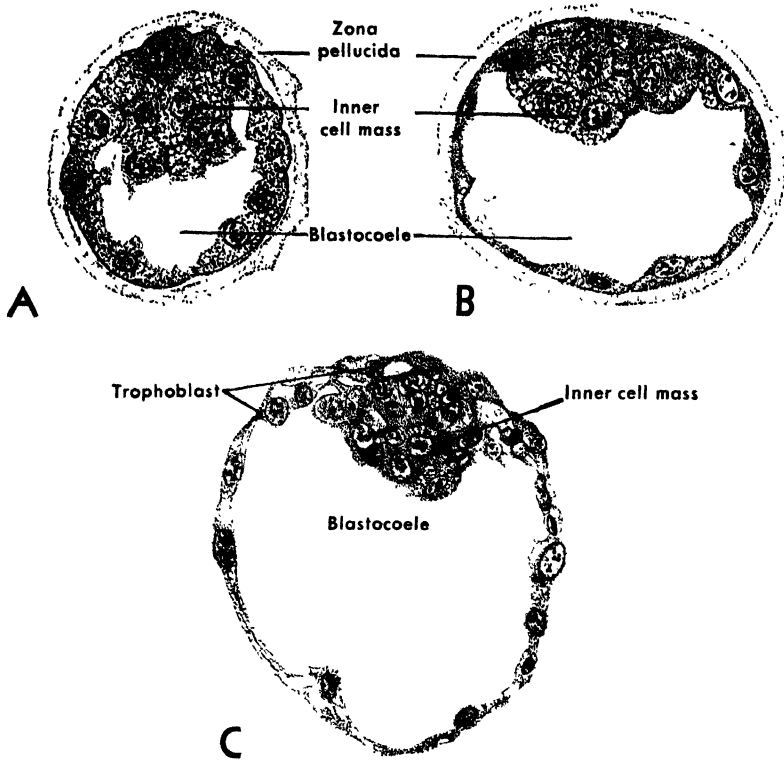 Zona
pellucida
Inner
cell mass
Blastocoele
A
B
Trophoblast
Inner cell mass
Blastocoele
C